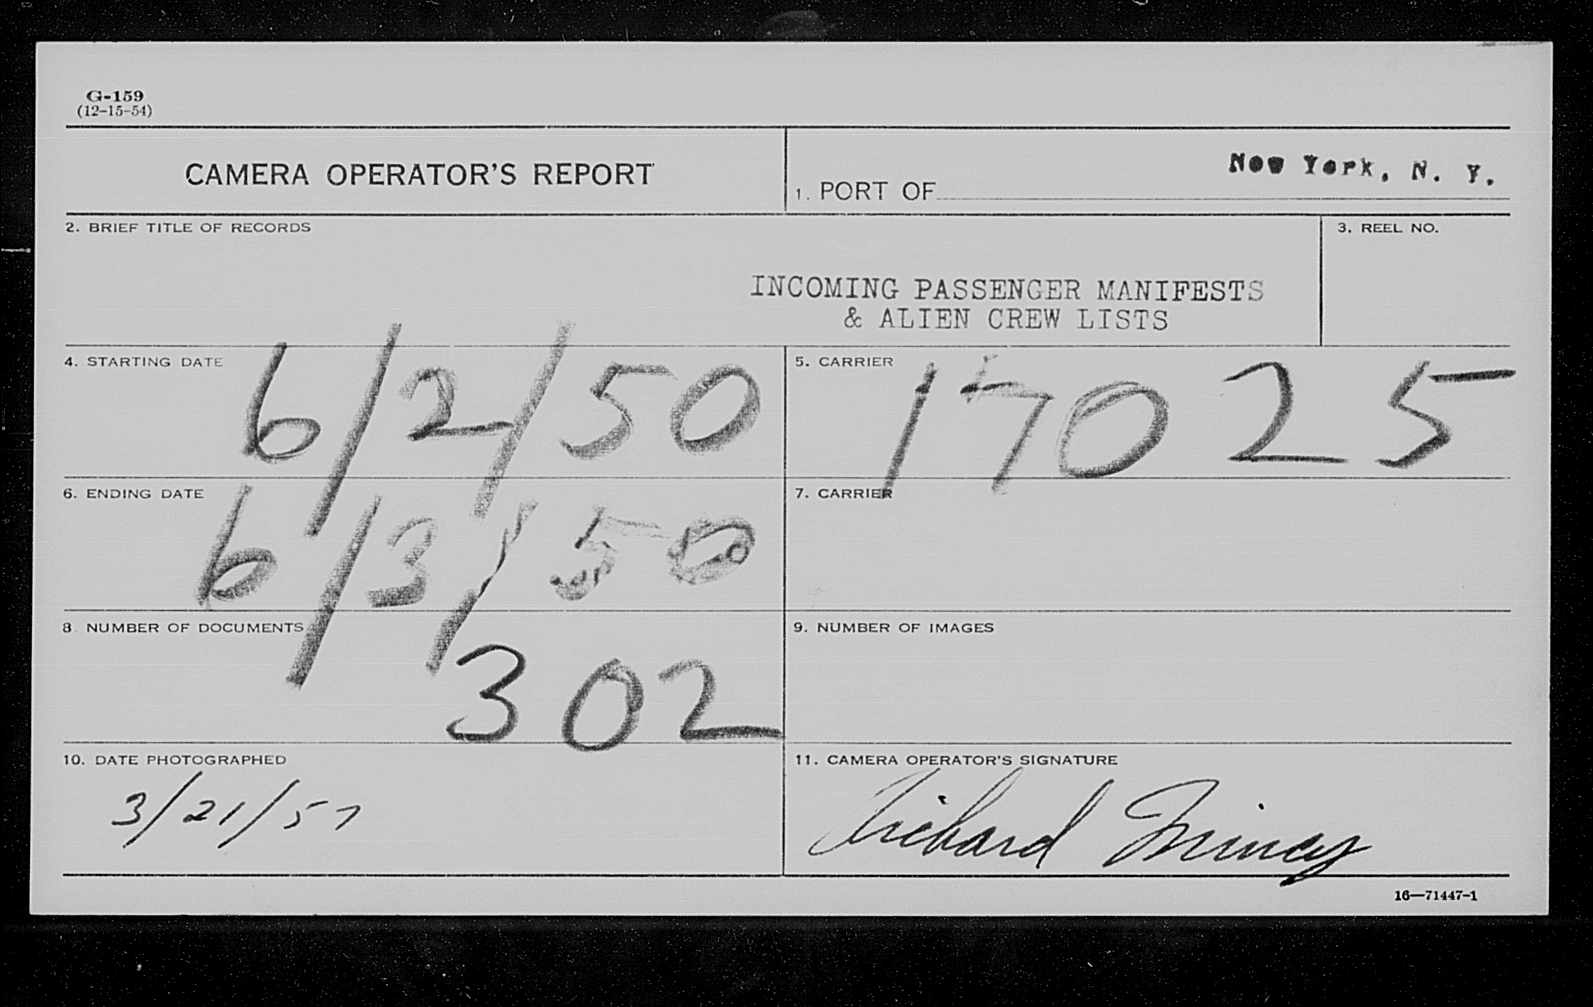 G-159
(12-15-54)
CAMERA OPERATOR'S REPORT
1. PORT OF New York, N. Y.
2. BRIEF TITLE OF RECORDS
3. REEL NO.
INCOMING PASSENGER MANIFESTS
& ALIEN CREW LISTS
4. STARTING DATE
6/2/50
5. CARRIER
17025
6. ENDING DATE
6/3/50
7. CARRIER
8 NUMBER OF DOCUMENTS
302
9. NUMBER OF IMAGES
10. DATE PHOTOGRAPHED
3/21/57
11. CAMERA OPERATOR'S SIGNATURE
Richard
16—71447-1